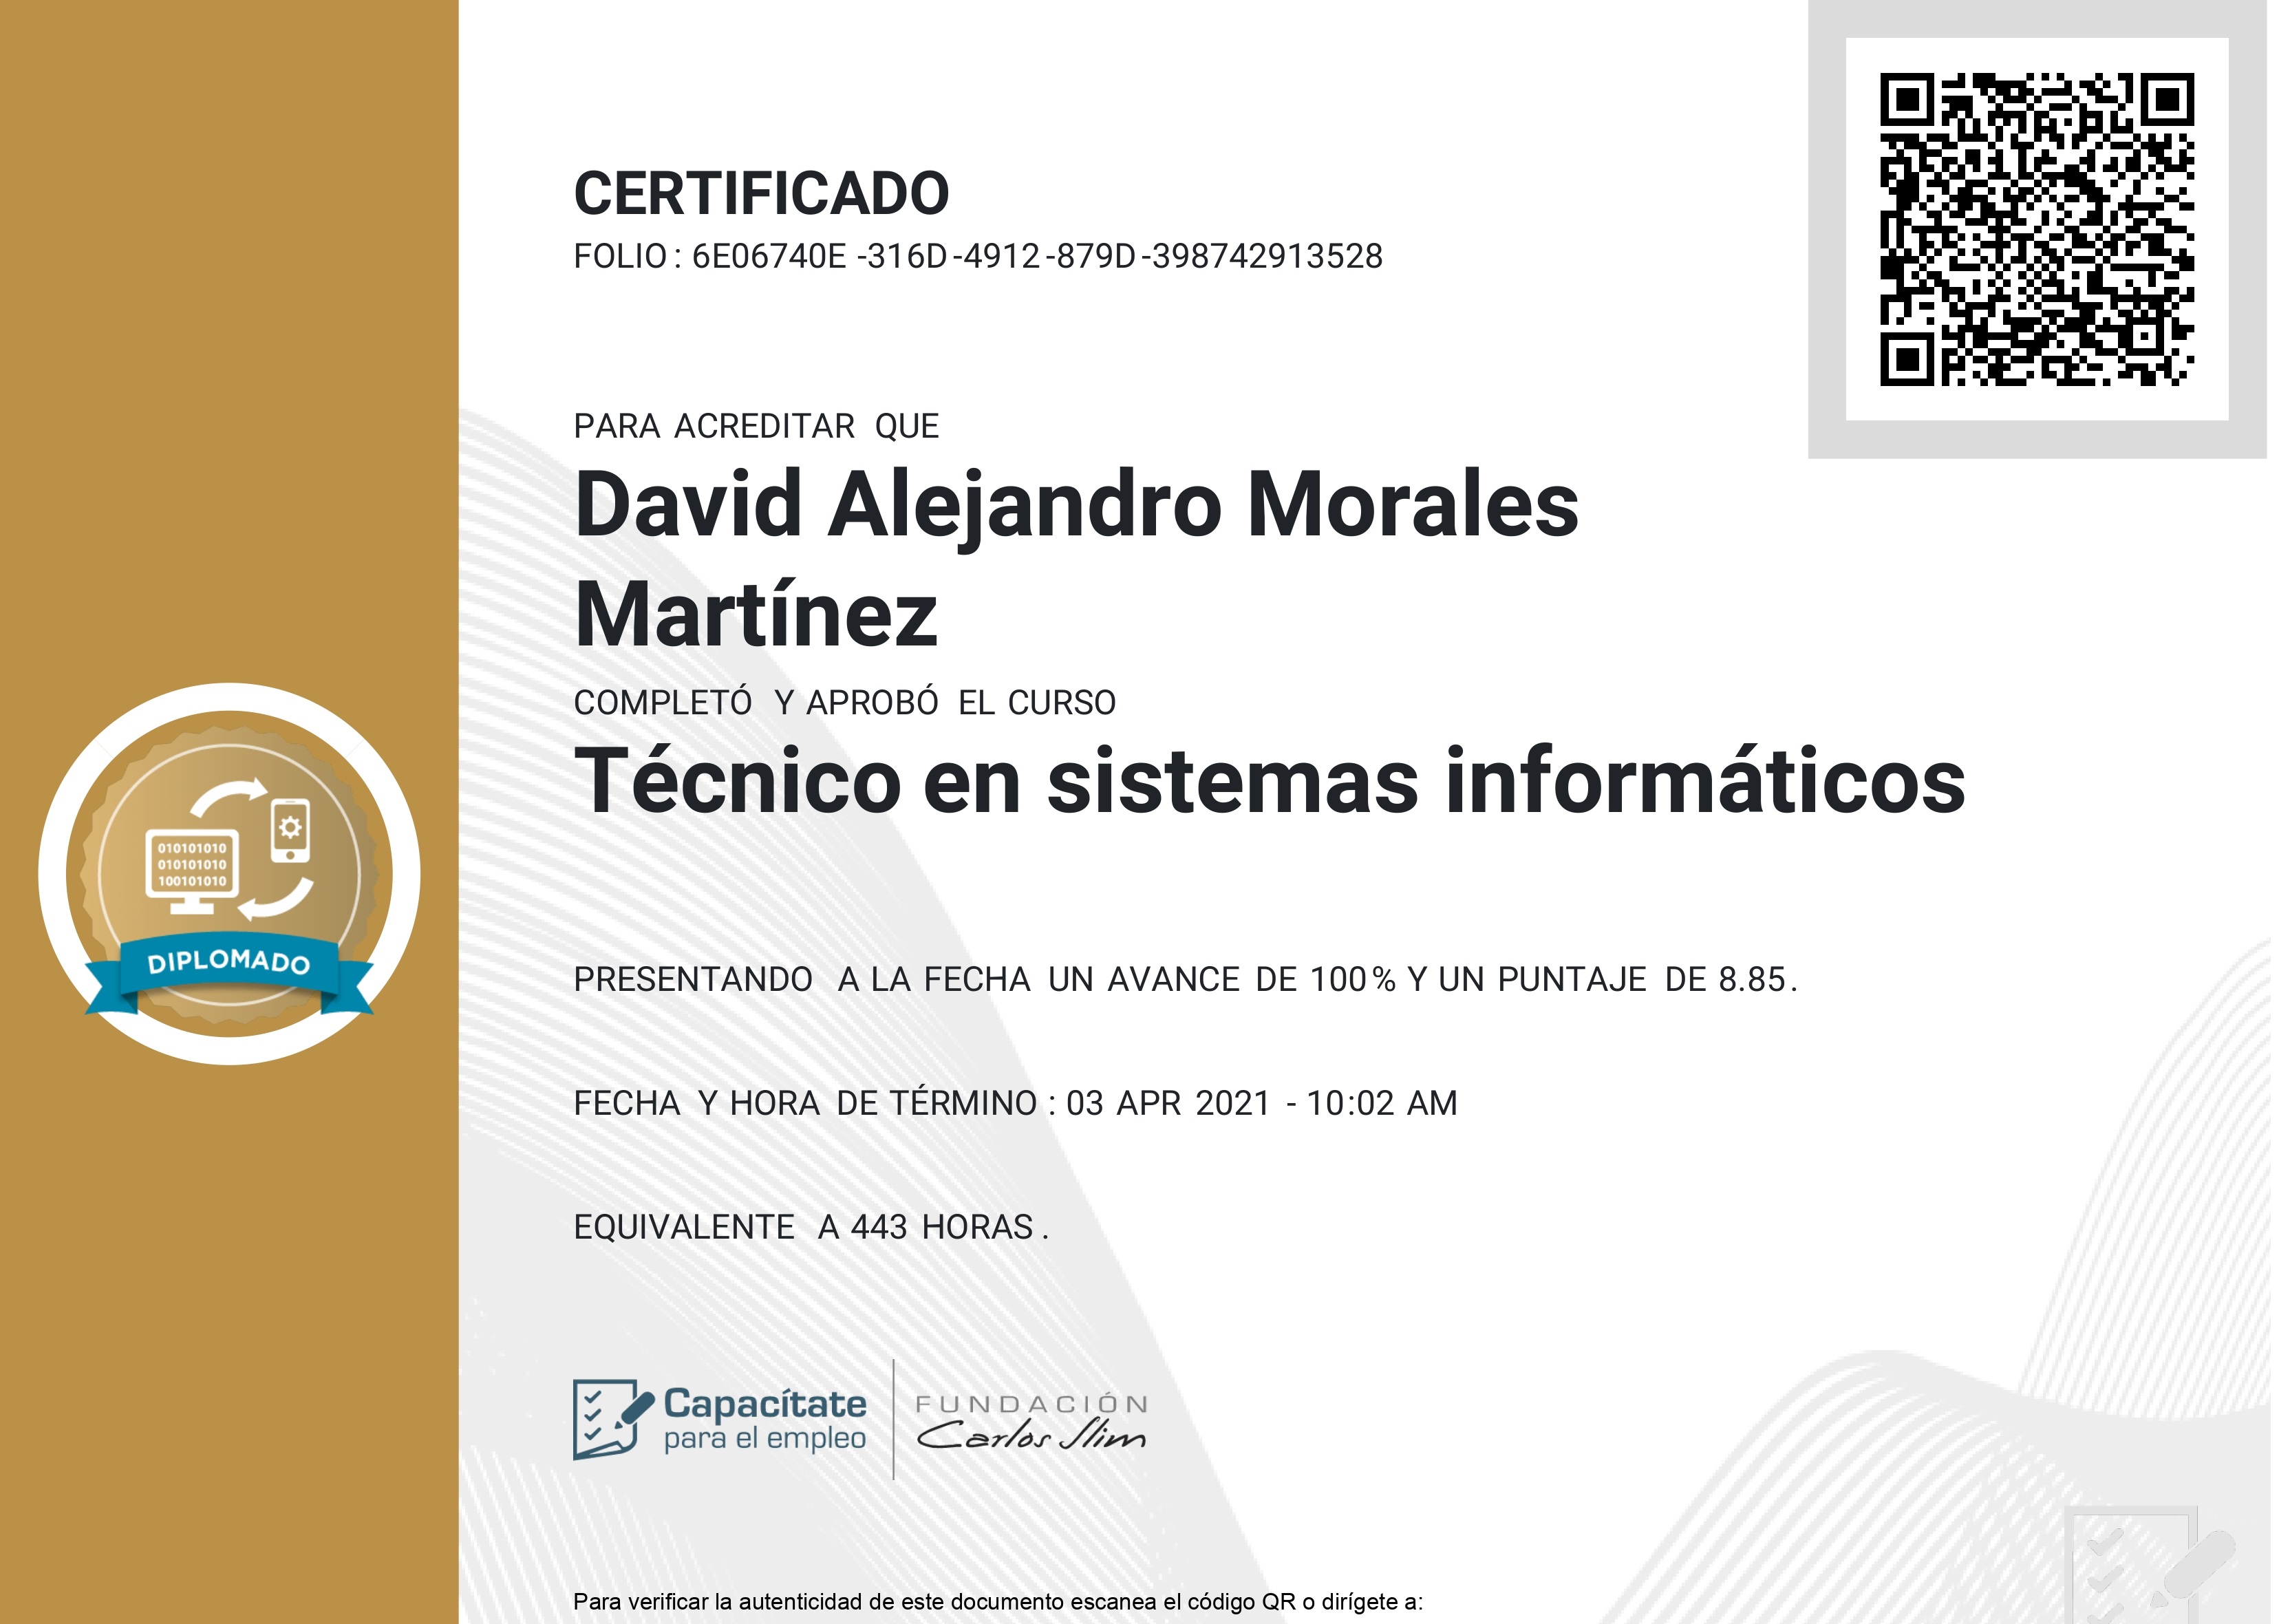 CERTIFICADO
FOLIO : 6E06740E -316D -4912 -879D -398742913528
PARA ACREDITAR QUE
David Alejandro Morales
Martínez
COMPLETÓ Y APROBÓ EL CURSO
Técnico en sistemas informáticos
010101010
010101010
100101010
DIPLOMADO
PRESENTANDO A LA FECHA UN AVANCE DE 100 % Y UN PUNTAJE DE 8.85 .
FECHA Y HORA DE TÉRMINO : 03 APR 2021 - 10:02 AM
EQUIVALENTE A 443 HORAS .
Capacítate
para el empleo
FUNDACIÓN
Carlos Slim
Para verificar la autenticidad de este documento escanea el código QR o dirígete a: